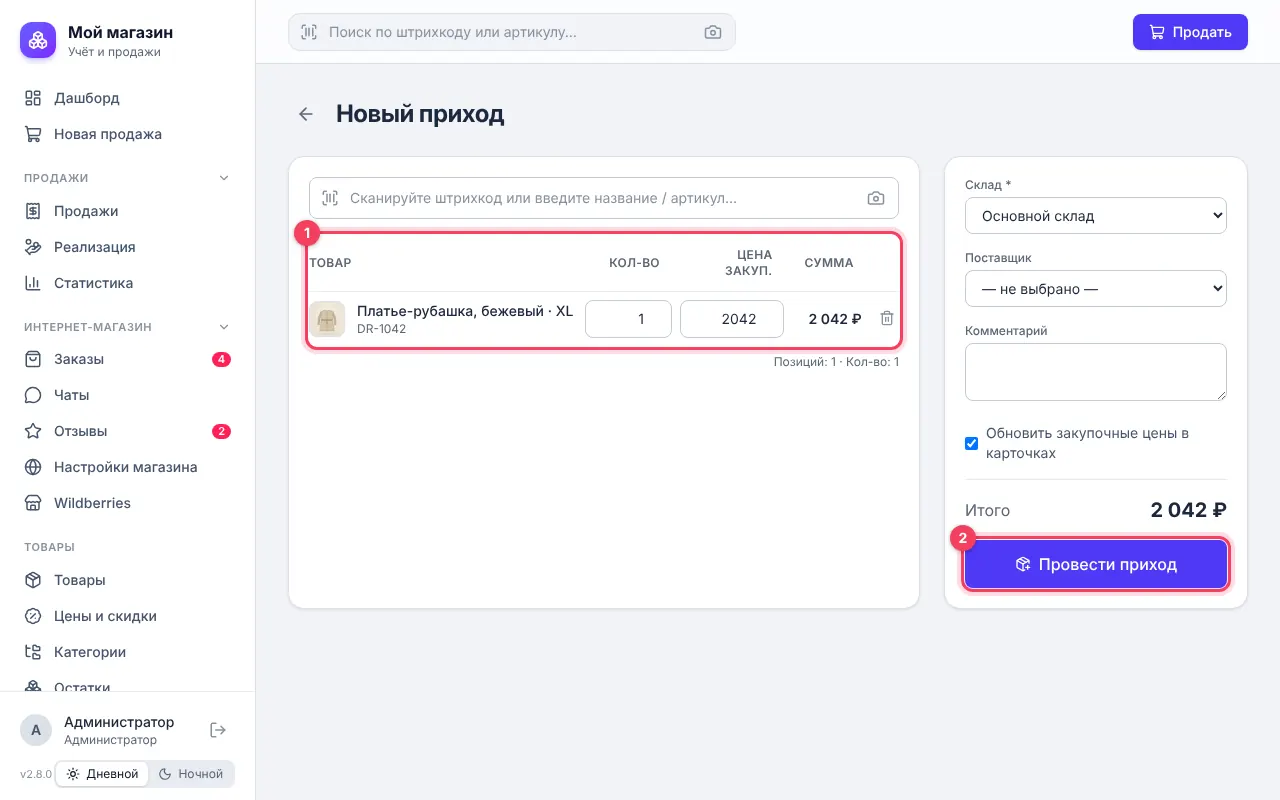 Мой магазин
Учёт и продажи
Дашборд
Новая продажа
ПРОДАЖИ
Продажи
Реализация
Статистика
ИНТЕРНЕТ-МАГАЗИН
Заказы 4
Чаты
Отзывы 2
Настройки магазина
Wildberries
ТОВАРЫ
Товары
Цены и скидки
Категории
Остатки
А Администратор
Администратор
v2.8.0 Дневной Ночной
Поиск по штрихкоду или артикулу...
Продать
Новый приход
Сканируйте штрихкод или введите название / артикул...
1
ТОВАР КОЛ-ВО ЦЕНА ЗАКУП. СУММА
Платье-рубашка, бежевый · XL 1 2042 2 042 ₽
DR-1042
Позиций: 1 · Кол-во: 1
Склад *
Основной склад
Поставщик
— не выбрано —
Комментарий
Обновить закупочные цены в
карточках
Итого 2 042 ₽
2
Провести приход